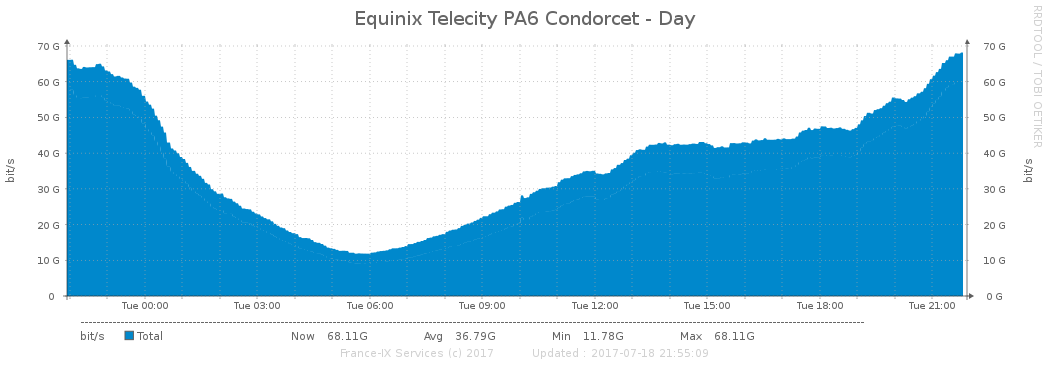 Equinix Telecity PA6 Condorcet - Day
RRDTOOL / TOBI OETIKER
bit/s
70 G 70 G
60 G 60 G
50 G 50 G
40 G 40 G
30 G 30 G
20 G 20 G
10 G 10 G
0 0 G
bit/s
Tue 00:00 Tue 03:00 Tue 06:00 Tue 09:00 Tue 12:00 Tue 15:00 Tue 18:00 Tue 21:00
bit/s Total Now 68.11G Avg 36.79G Min 11.78G Max 68.11G
France-IX Services (c) 2017 Updated : 2017-07-18 21:55:09